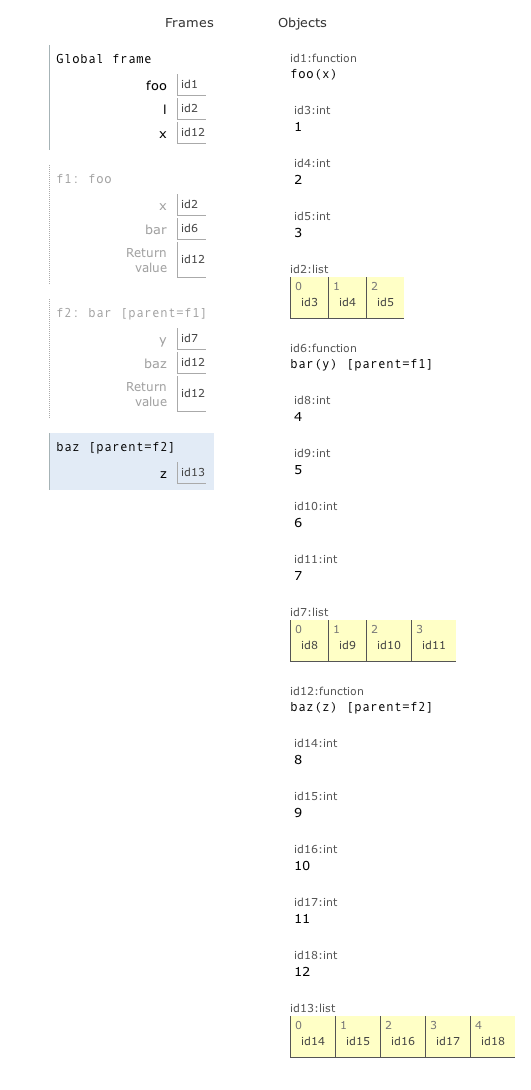 Frames
Objects
Global frame
foo id1
l id2
x id12
f1: foo
x id2
bar id6
Return
value id12
f2: bar [parent=f1]
y id7
baz id12
Return
value id12
baz [parent=f2]
z id13
id1:function
foo(x)
id3:int
1
id4:int
2
id5:int
3
id2:list
0 1 2
id3 id4 id5
id6:function
bar(y) [parent=f1]
id8:int
4
id9:int
5
id10:int
6
id11:int
7
id7:list
0 1 2 3
id8 id9 id10 id11
id12:function
baz(z) [parent=f2]
id14:int
8
id15:int
9
id16:int
10
id17:int
11
id18:int
12
id13:list
0 1 2 3 4
id14 id15 id16 id17 id18